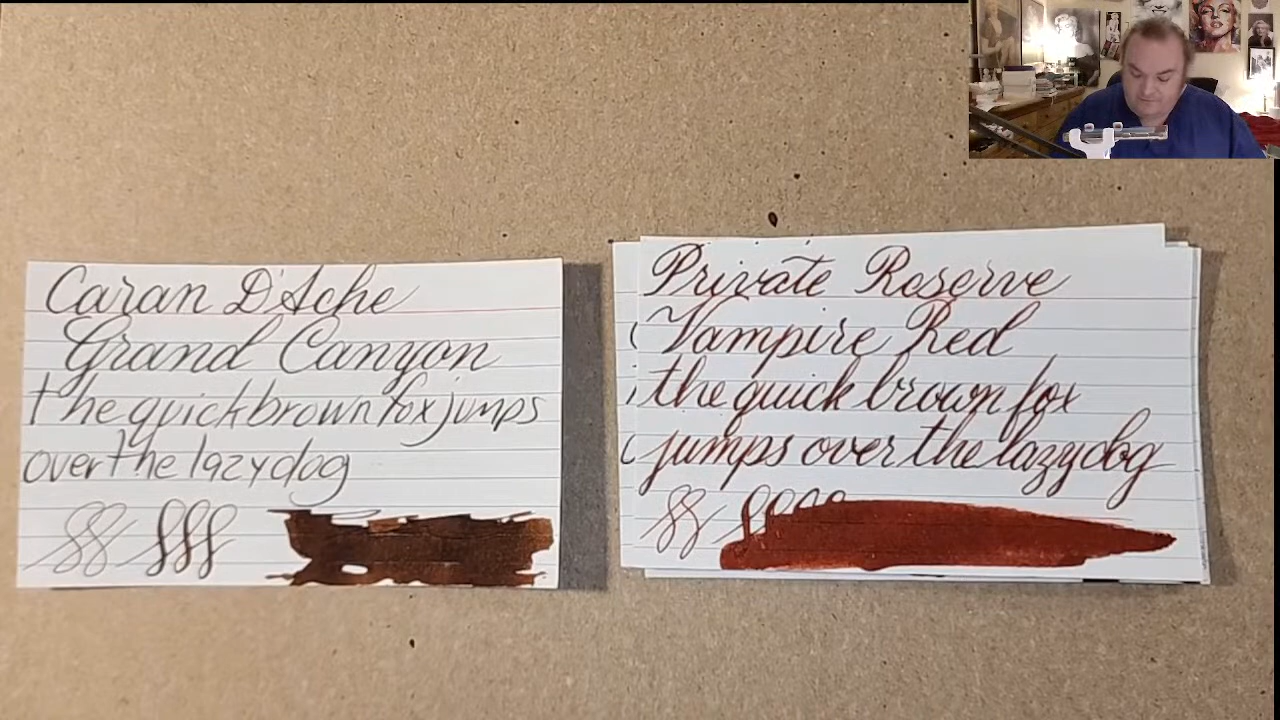 Caran D'Ache
Grand Canyon
the quick brown fox jumps
over the lazy dog
Private Reserve
Vampire Red
the quick brown fox
jumps over the lazy dog